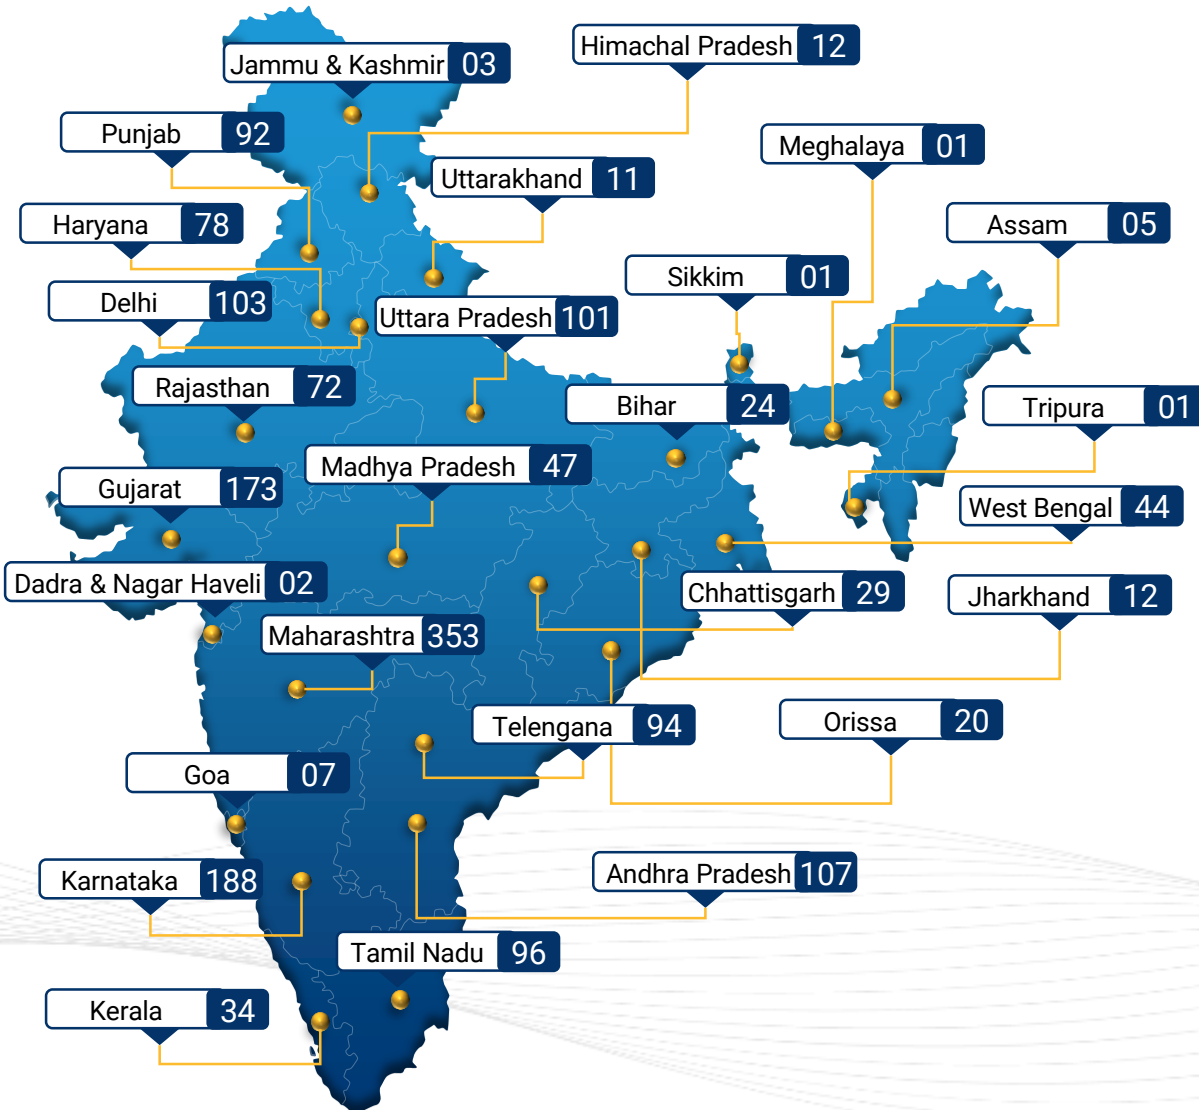 Himachal Pradesh 12
Jammu & Kashmir 03
Punjab 92
Meghalaya 01
Uttarakhand 11
Haryana 78
Assam 05
Sikkim 01
Delhi 103
Uttara Pradesh 101
Rajasthan 72
Bihar 24
Tripura 01
Madhya Pradesh 47
Gujarat 173
West Bengal 44
Dadra & Nagar Haveli 02
Chhattisgarh 29
Jharkhand 12
Maharashtra 353
Telengana 94
Orissa 20
Goa 07
Karnataka 188
Andhra Pradesh 107
Tamil Nadu 96
Kerala 34